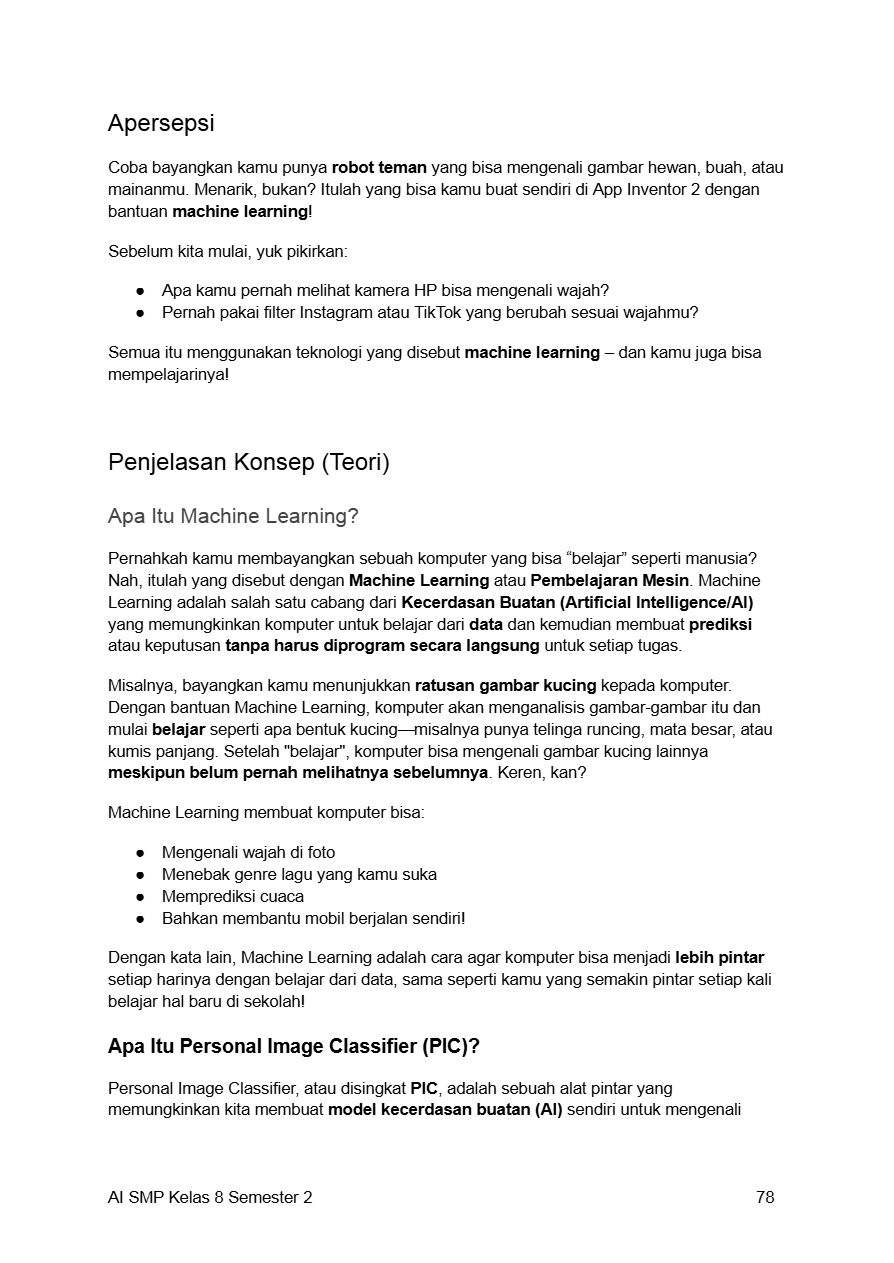 Apersepsi
Coba bayangkan kamu punya robot teman yang bisa mengenali gambar hewan, buah, atau
mainanmu. Menarik, bukan? Itulah yang bisa kamu buat sendiri di App Inventor 2 dengan
bantuan machine learning!
Sebelum kita mulai, yuk pikirkan:
● Apa kamu pernah melihat kamera HP bisa mengenali wajah?
● Pernah pakai filter Instagram atau TikTok yang berubah sesuai wajahmu?
Semua itu menggunakan teknologi yang disebut machine learning – dan kamu juga bisa
mempelajarinya!
Penjelasan Konsep (Teori)
Apa Itu Machine Learning?
Pernahkah kamu membayangkan sebuah komputer yang bisa “belajar” seperti manusia?
Nah, itulah yang disebut dengan Machine Learning atau Pembelajaran Mesin. Machine
Learning adalah salah satu cabang dari Kecerdasan Buatan (Artificial Intelligence/AI)
yang memungkinkan komputer untuk belajar dari data dan kemudian membuat prediksi
atau keputusan tanpa harus diprogram secara langsung untuk setiap tugas.
Misalnya, bayangkan kamu menunjukkan ratusan gambar kucing kepada komputer.
Dengan bantuan Machine Learning, komputer akan menganalisis gambar-gambar itu dan
mulai belajar seperti apa bentuk kucing—misalnya punya telinga runcing, mata besar, atau
kumis panjang. Setelah "belajar", komputer bisa mengenali gambar kucing lainnya
meskipun belum pernah melihatnya sebelumnya. Keren, kan?
Machine Learning membuat komputer bisa:
● Mengenali wajah di foto
● Menebak genre lagu yang kamu suka
● Memprediksi cuaca
● Bahkan membantu mobil berjalan sendiri!
Dengan kata lain, Machine Learning adalah cara agar komputer bisa menjadi lebih pintar
setiap harinya dengan belajar dari data, sama seperti kamu yang semakin pintar setiap kali
belajar hal baru di sekolah!
Apa Itu Personal Image Classifier (PIC)?
Personal Image Classifier, atau disingkat PIC, adalah sebuah alat pintar yang
memungkinkan kita membuat model kecerdasan buatan (AI) sendiri untuk mengenali
AI SMP Kelas 8 Semester 2 78